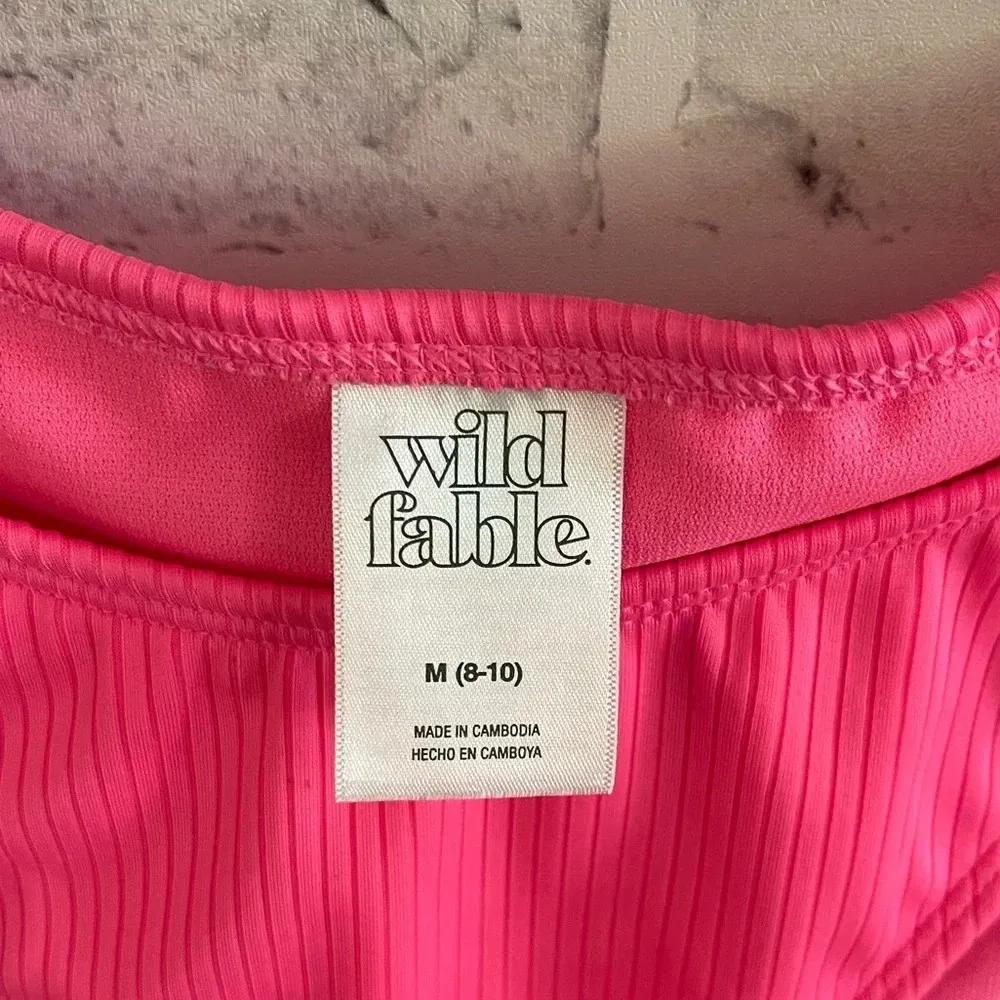 wild
fable.
M (8-10)
MADE IN CAMBODIA
HECHO EN CAMBOYA